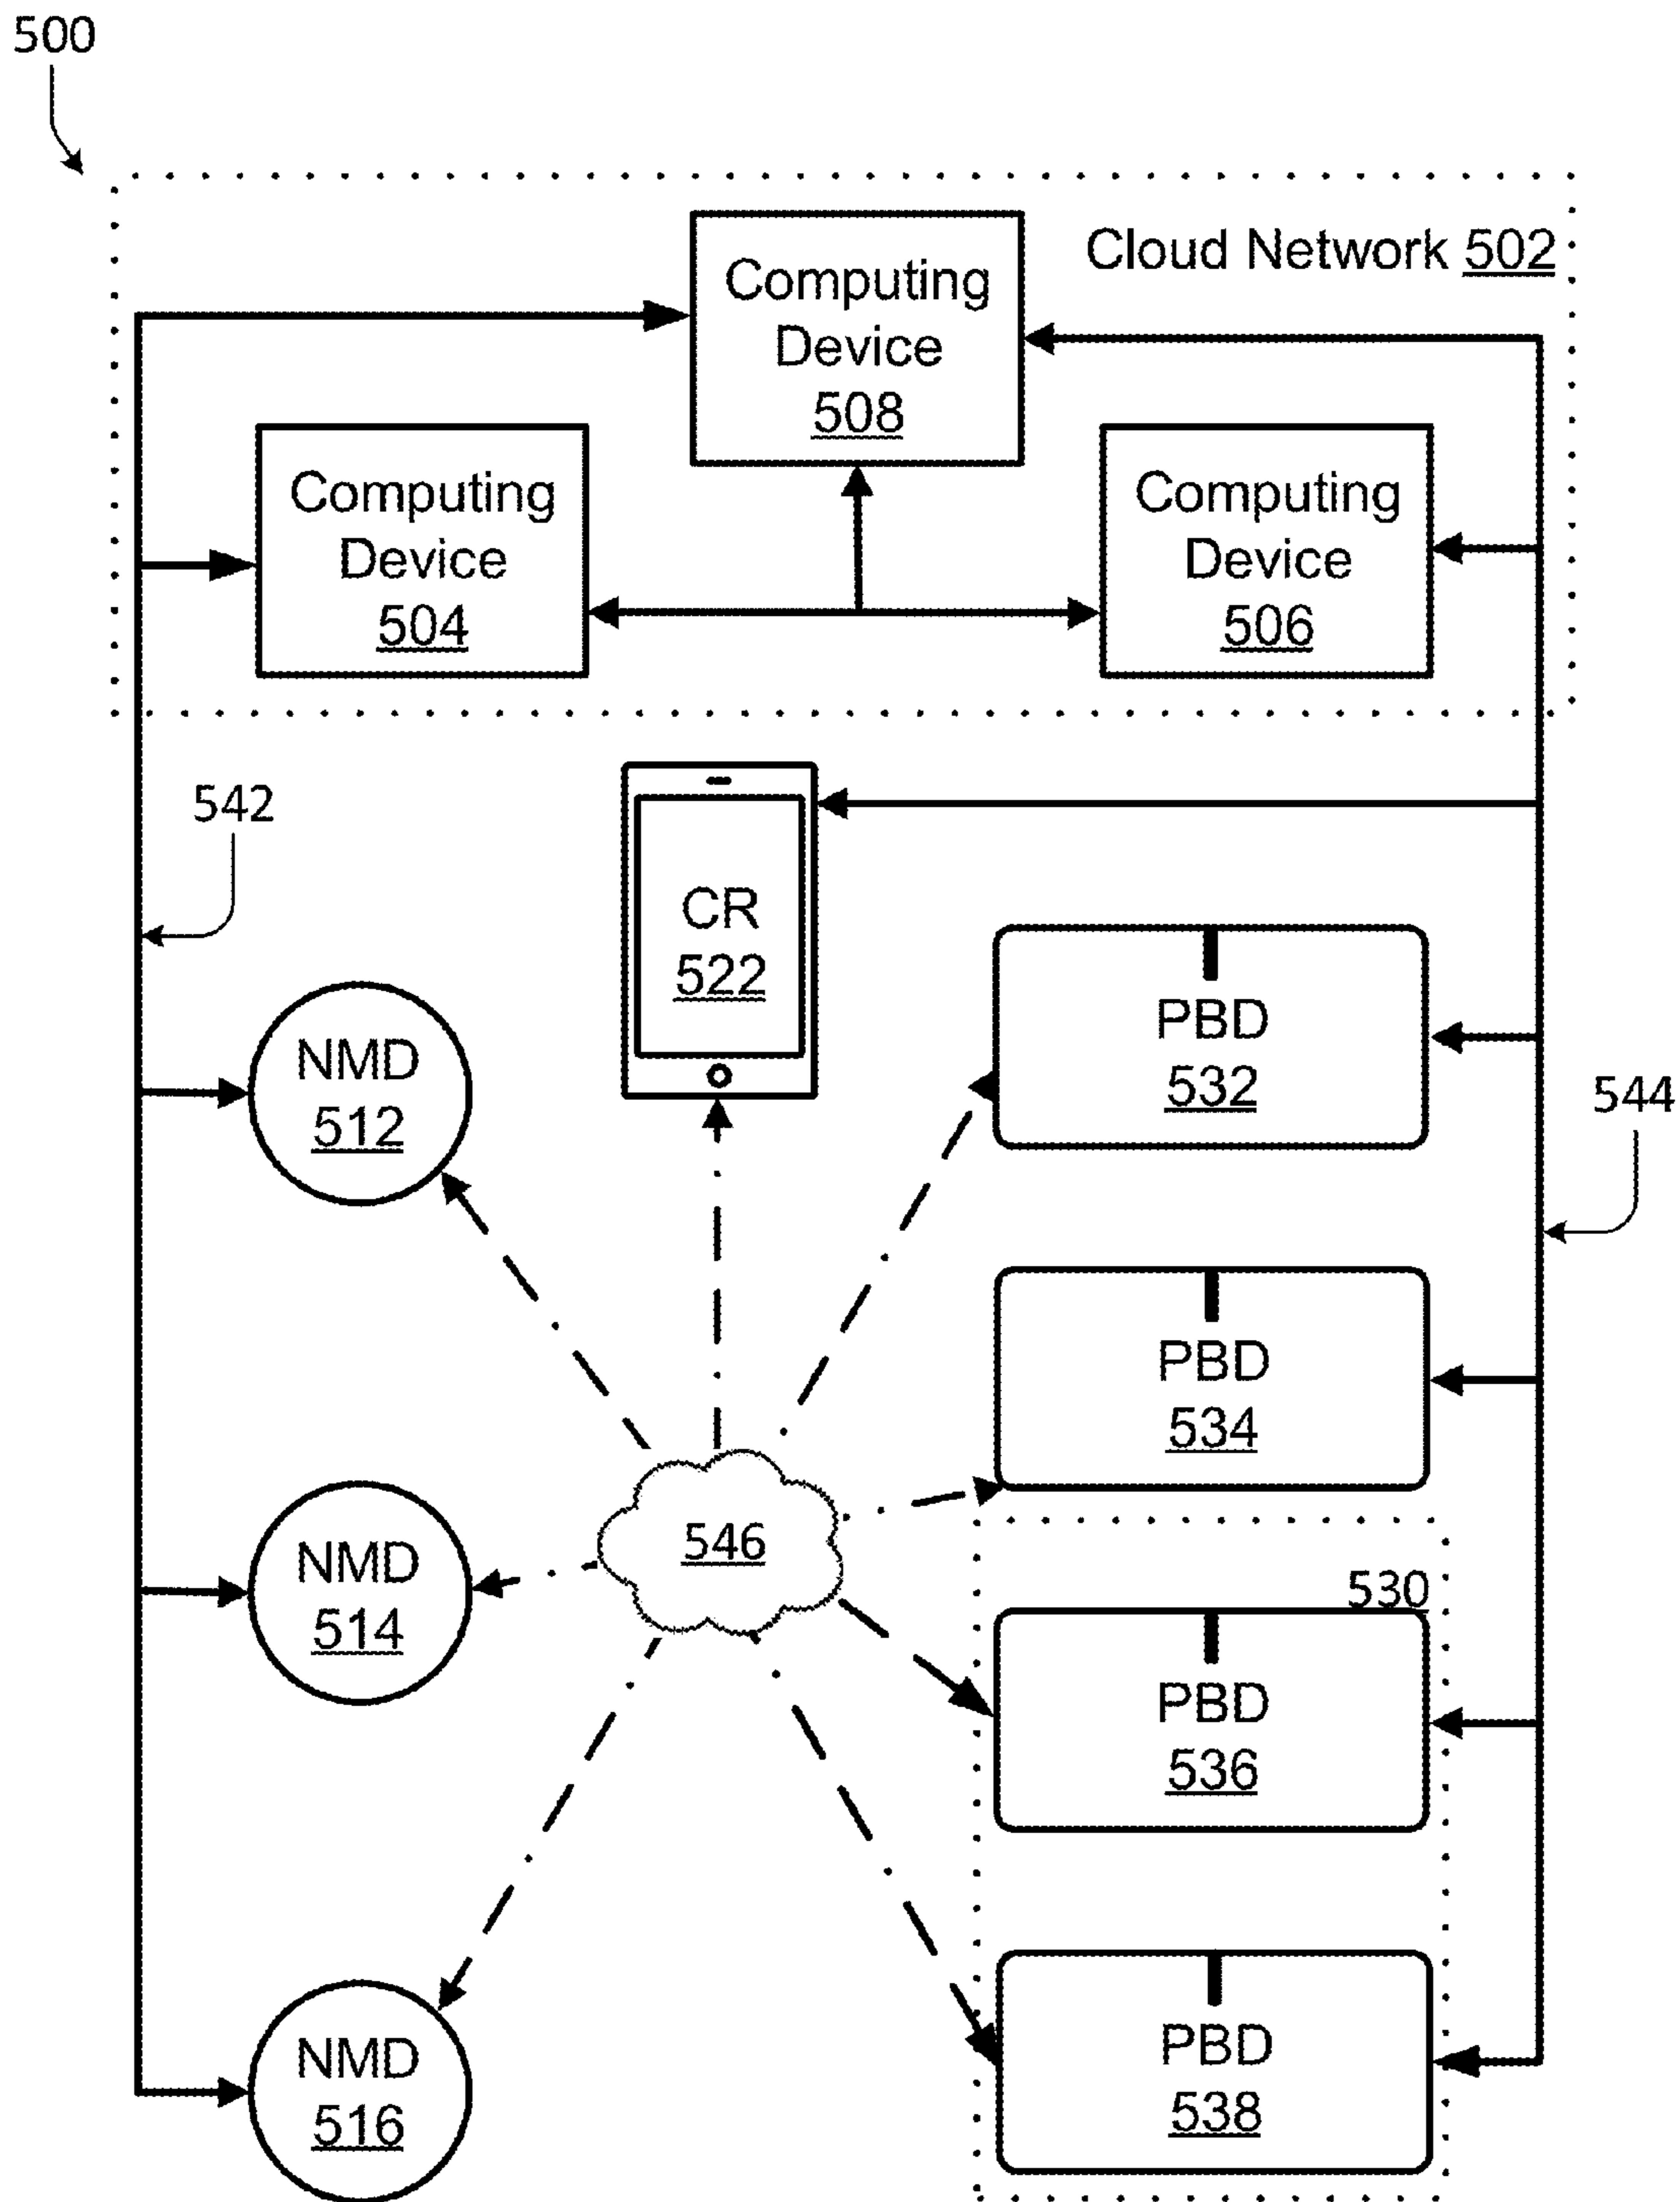 500
Cloud Network 502
Computing
Device
508
Computing
Device
504
Computing
Device
506
542
CR
522
PBD
532
NMD
512
544
PBD
534
546
NMD
514
530
PBD
536
NMD
516
PBD
538